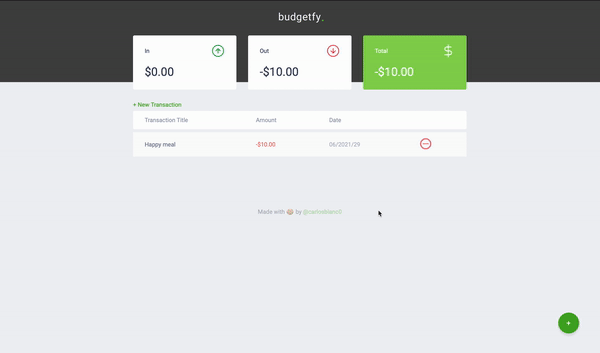 budgetfy.
In
Out
Total
$0.00
-$10.00
-$10.00
+ New Transaction
Transaction Title Amount Date
Happy meal -$10.00 06/2021/29
Made with by